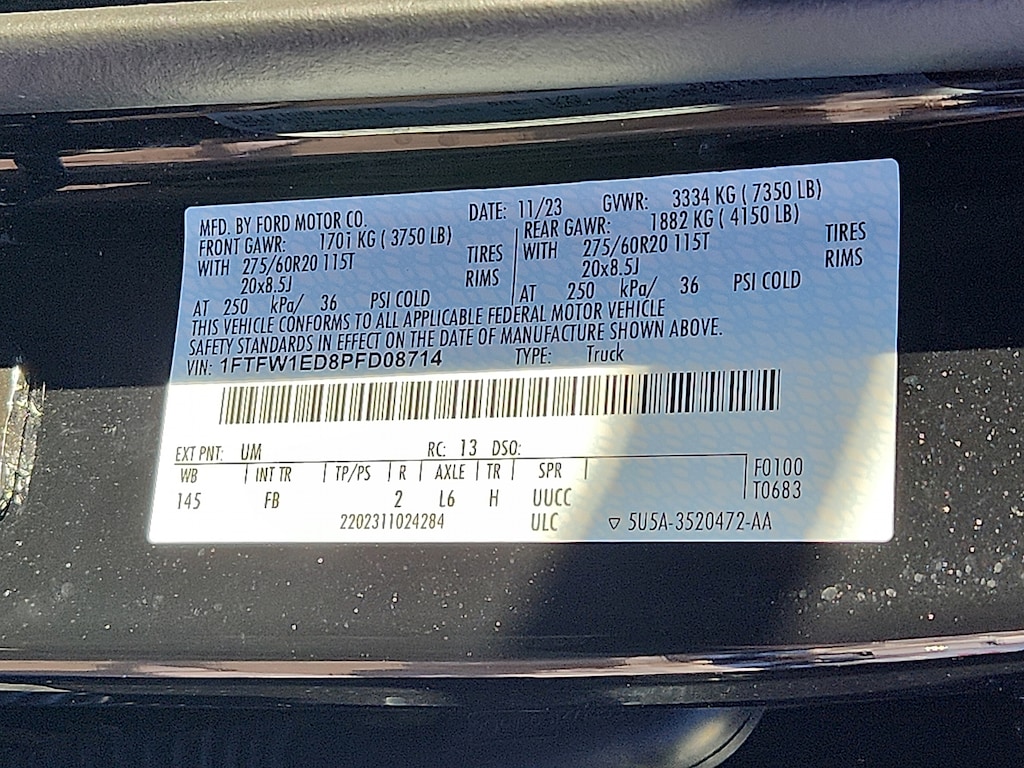 MFD. BY FORD MOTOR CO. DATE: 11/23 GVWR: 3334 KG ( 7350 LB)
FRONT GAWR: 1701 KG ( 3750 LB) REAR GAWR: 1882 KG ( 4150 LB)
WITH 275/60R20 115T TIRES WITH 275/60R20 115T TIRES
20x8.5J RIMS 20x8.5J RIMS
AT 250 kPa/ 36 PSI COLD AT 250 kPa/ 36 PSI COLD
THIS VEHICLE CONFORMS TO ALL APPLICABLE FEDERAL MOTOR VEHICLE
SAFETY STANDARDS IN EFFECT ON THE DATE OF MANUFACTURE SHOWN ABOVE.
VIN: 1FTFW1ED8PFD08714 TYPE: Truck
EXT PNT: UM RC: 13 DSO:
WB INT TR TP/PS R AXLE TR SPR F0100
145 FB 2 L6 H UUCC T0683
2202311024284 ULC ▽ 5U5A-3520472-AA